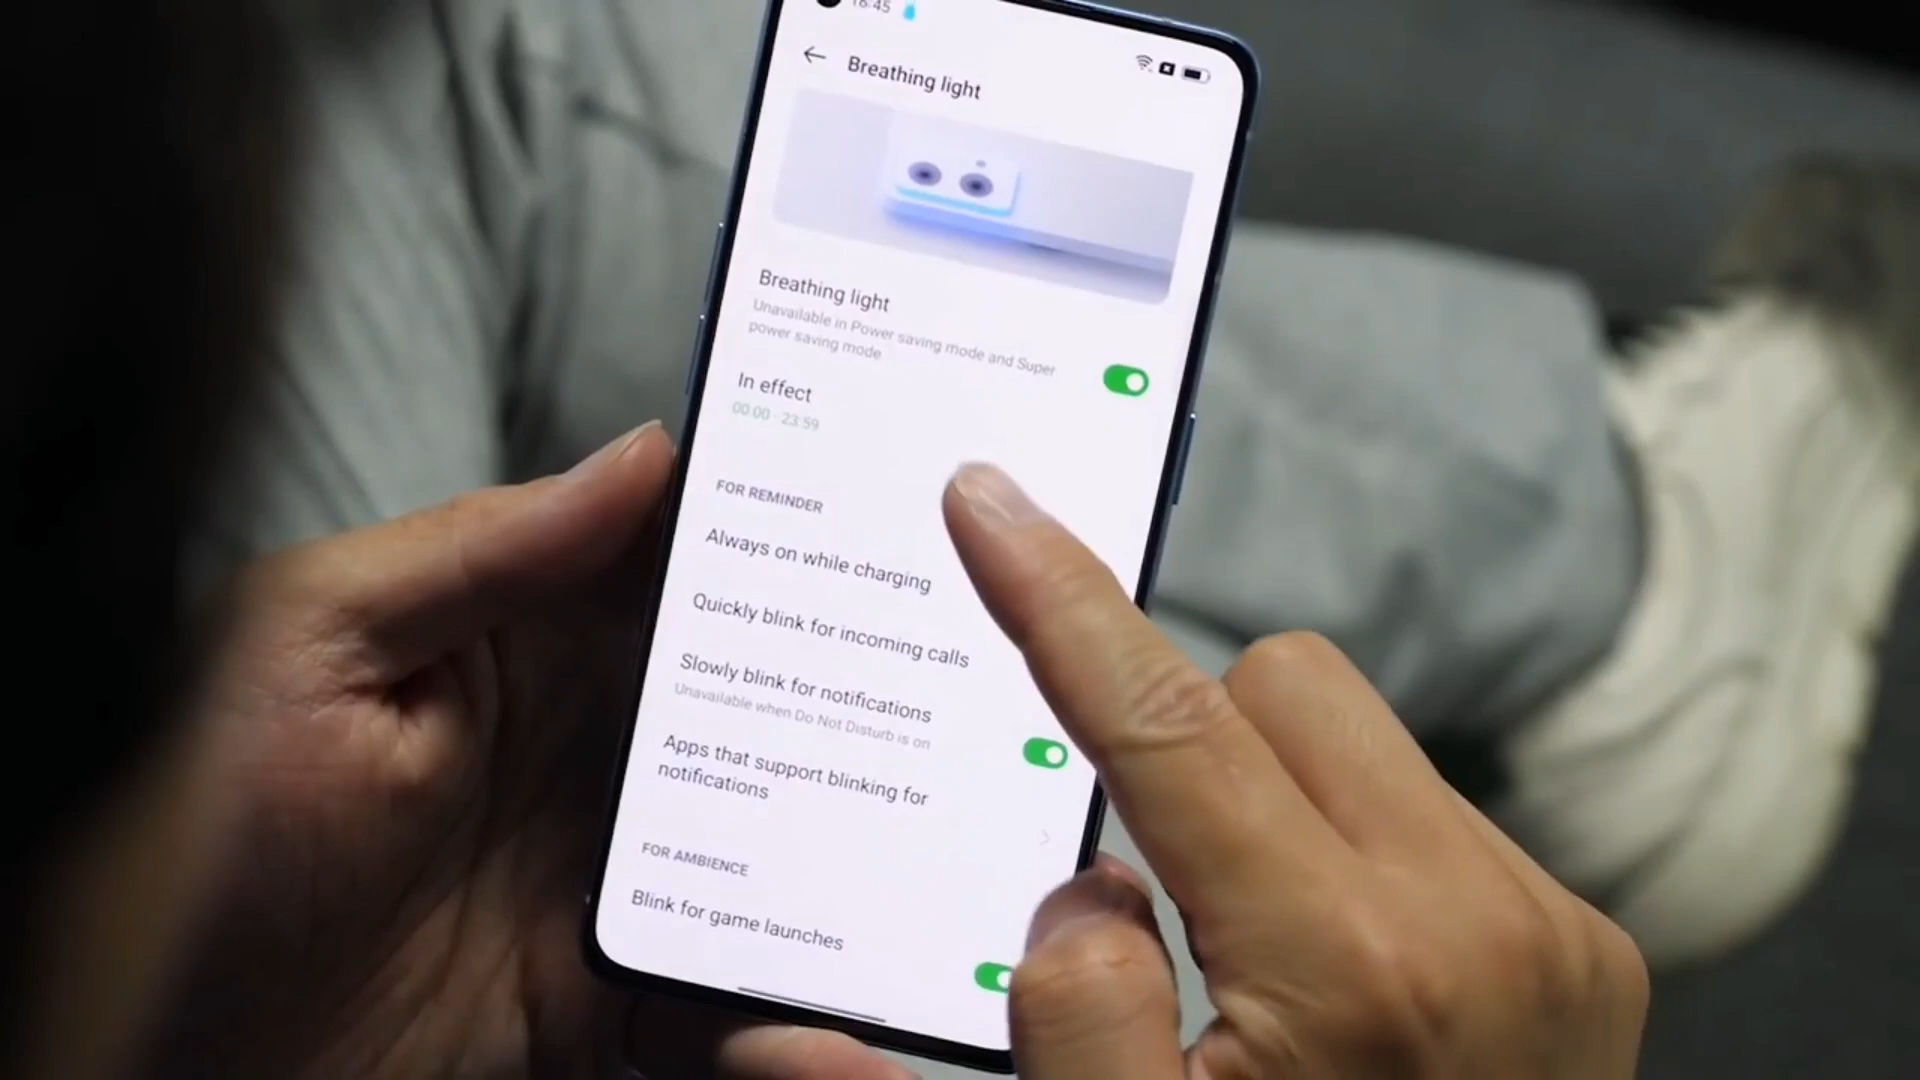 16:45
Breathing light
Breathing light
Unavailable in Power saving mode and Super
power saving mode
In effect
00:00 - 23:59
FOR REMINDER
Always on while charging
Quickly blink for incoming calls
Slowly blink for notifications
Unavailable when Do Not Disturb is on
Apps that support blinking for
notifications
FOR AMBIENCE
Blink for game launches